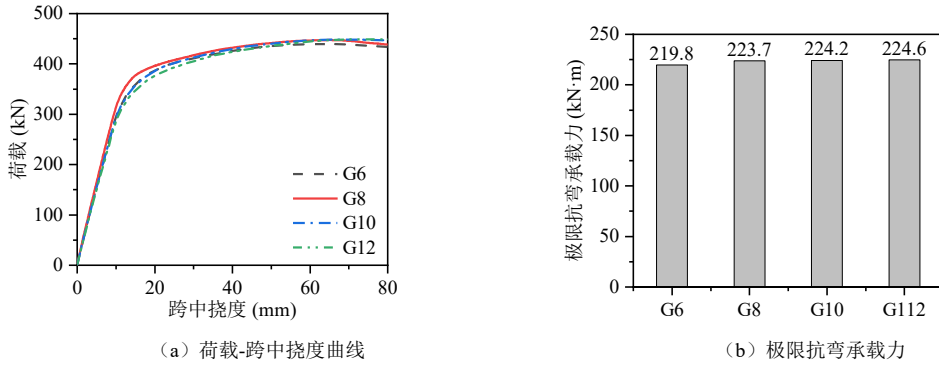 500
400
300
200
100
0
荷载 (kN)
G6
G8
G10
G12
0 20 40 60 80
跨中挠度 (mm)
（a）荷载-跨中挠度曲线
250
200
150
100
50
0
极限抗弯承载力 (kN·m)
219.8 223.7 224.2 224.6
G6 G8 G10 G112
（b）极限抗弯承载力